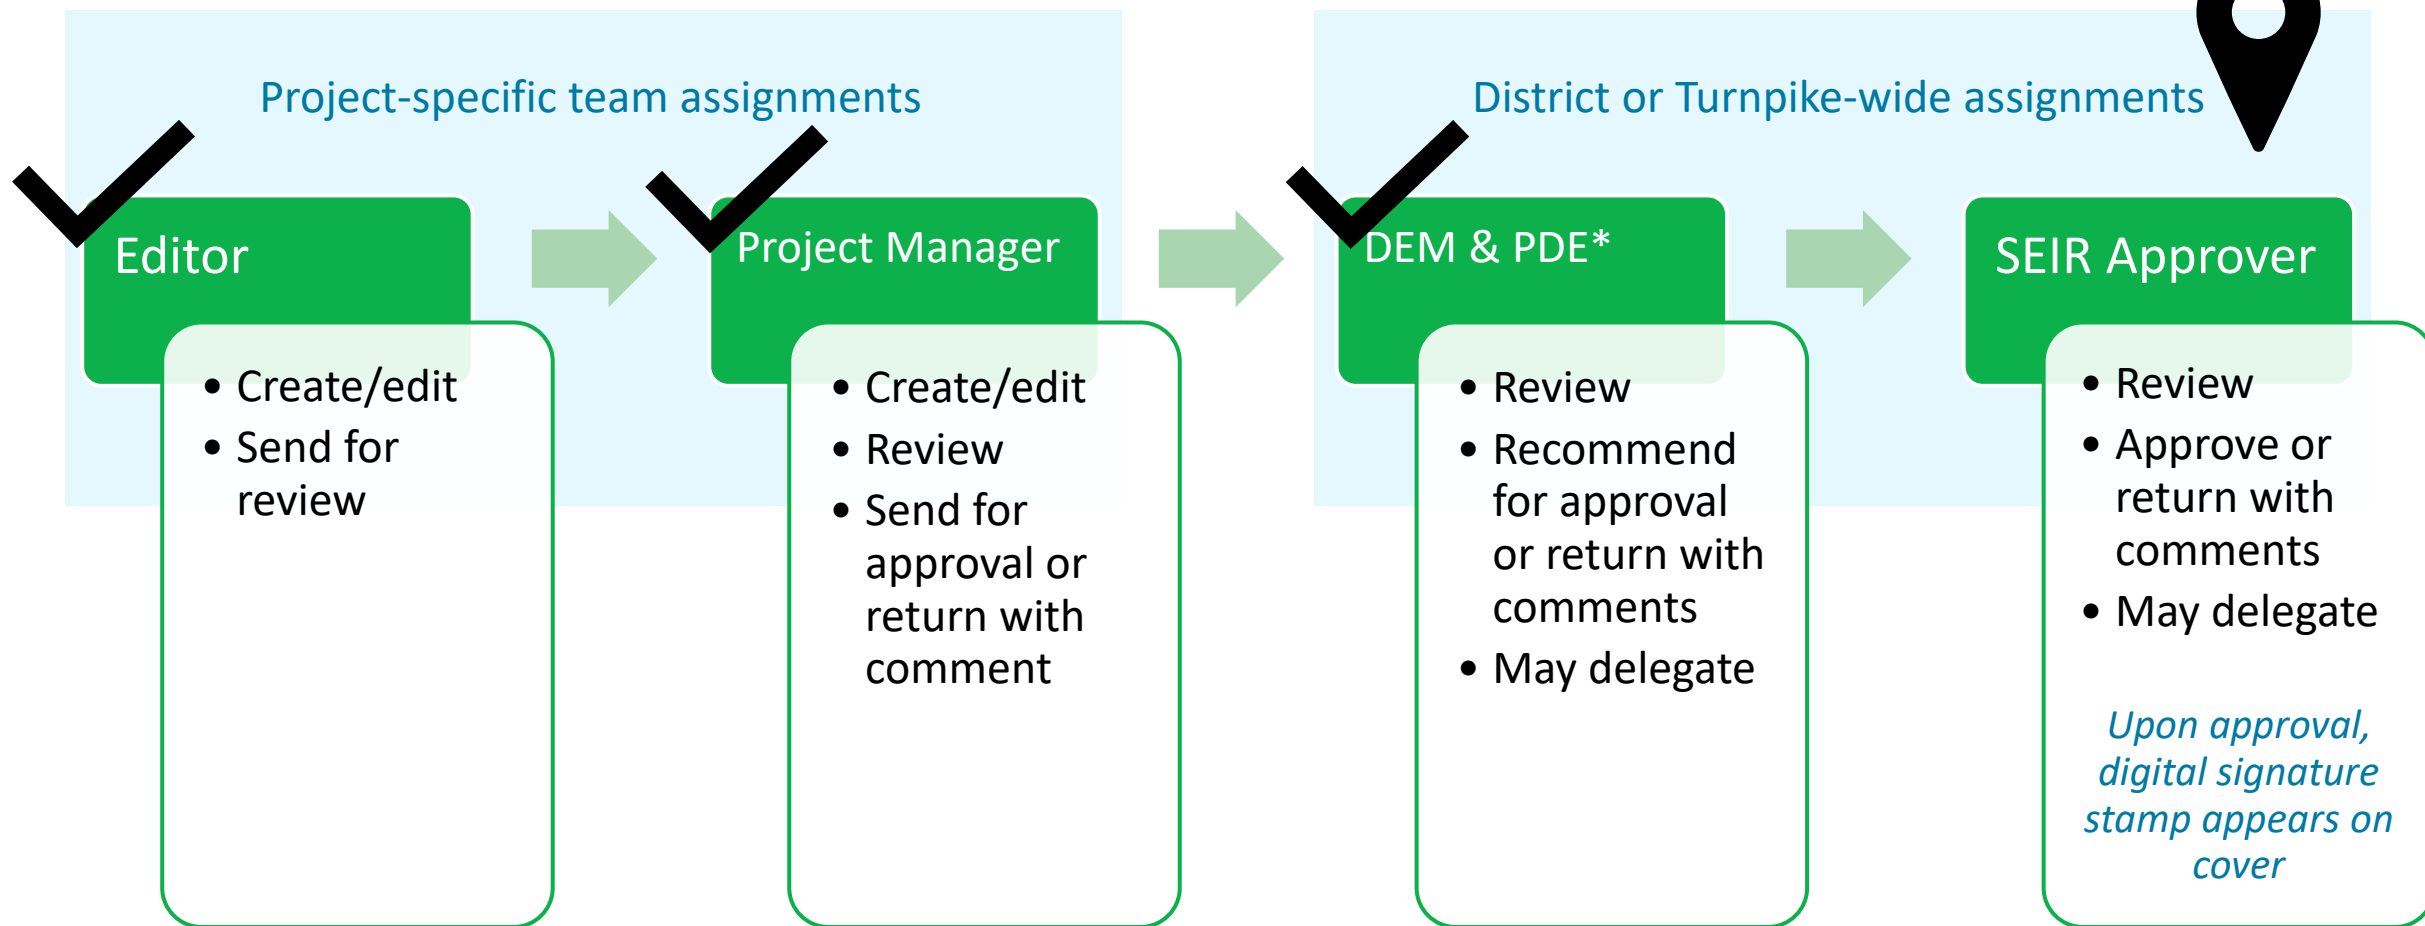 Project-specific team assignments
District or Turnpike-wide assignments
Editor
• Create/edit
• Send for
review
Project Manager
• Create/edit
• Review
• Send for
approval or
return with
comment
DEM & PDE*
• Review
• Recommend
for approval
or return with
comments
• May delegate
SEIR Approver
• Review
• Approve or
return with
comments
• May delegate
Upon approval,
digital signature
stamp appears on
cover